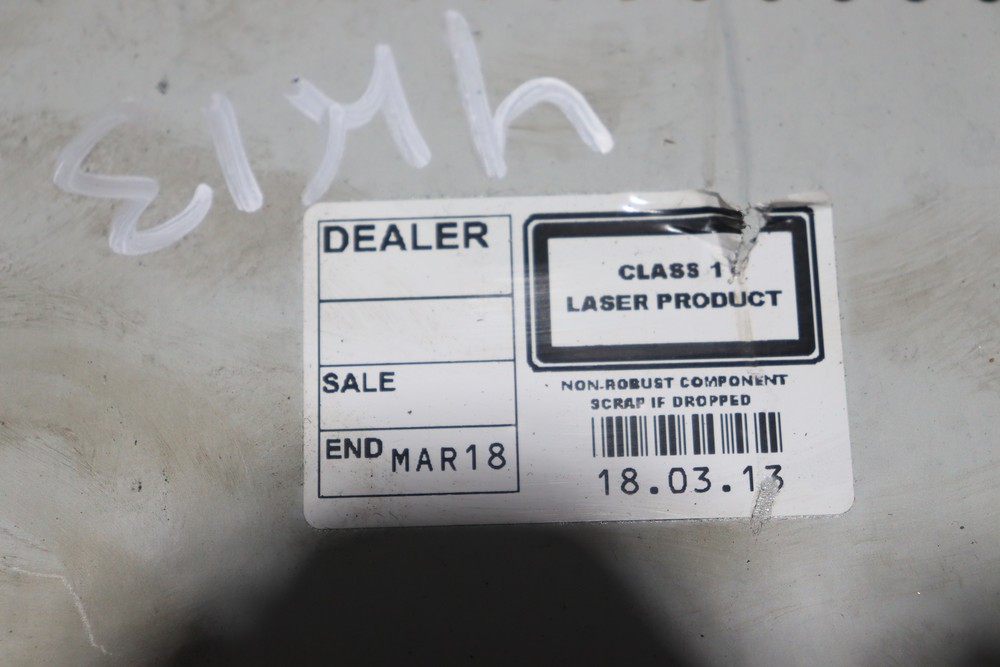 DEALER
SALE
END MAR18
CLASS 1
LASER PRODUCT
NON-ROBUST COMPONENT
SCRAP IF DROPPED
18.03.13